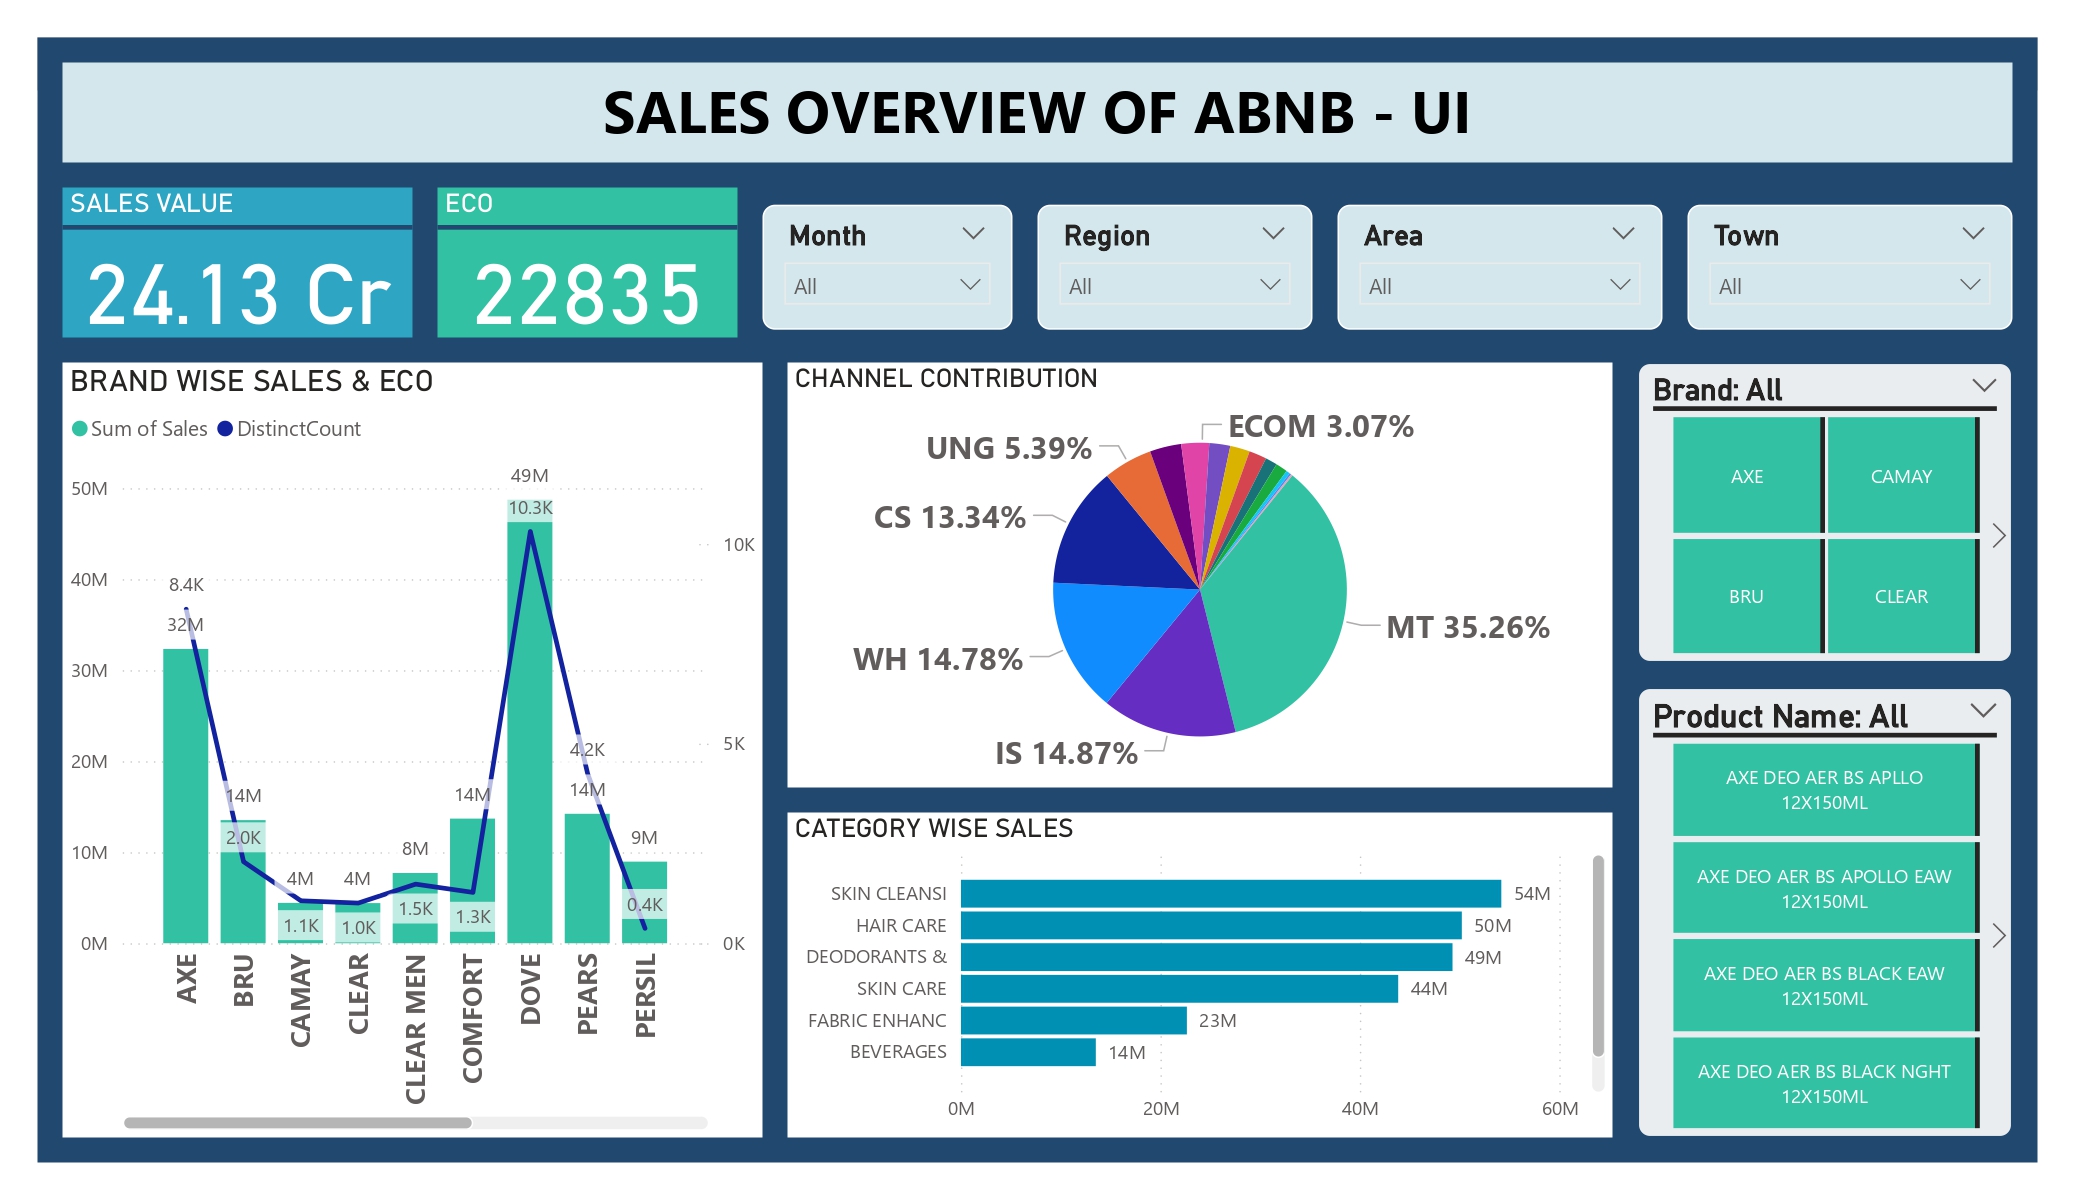 SALES OVERVIEW OF ABNB - UI
SALES VALUE
24.13 Cr
ECO
22835
Month
All
Region
All
Area
All
Town
All
BRAND WISE SALES & ECO
Sum of Sales
DistinctCount
50M
40M
30M
20M
10M
0M
10K
5K
0K
8.4K
32M
14M
2.0K
4M
1.1K
4M
1.0K
8M
1.5K
14M
1.3K
49M
10.3K
4.2K
14M
9M
0.4K
AXE
BRU
CAMAY
CLEAR
CLEAR MEN
COMFORT
DOVE
PEARS
PERSIL
CHANNEL CONTRIBUTION
ECOM 3.07%
UNG 5.39%
CS 13.34%
WH 14.78%
IS 14.87%
MT 35.26%
CATEGORY WISE SALES
SKIN CLEANSI
54M
HAIR CARE
50M
DEODORANTS &
49M
SKIN CARE
44M
FABRIC ENHANC
23M
BEVERAGES
14M
0M
20M
40M
60M
Brand: All
AXE
CAMAY
BRU
CLEAR
Product Name: All
AXE DEO AER BS APLLO
12X150ML
AXE DEO AER BS APOLLO EAW
12X150ML
AXE DEO AER BS BLACK EAW
12X150ML
AXE DEO AER BS BLACK NGHT
12X150ML